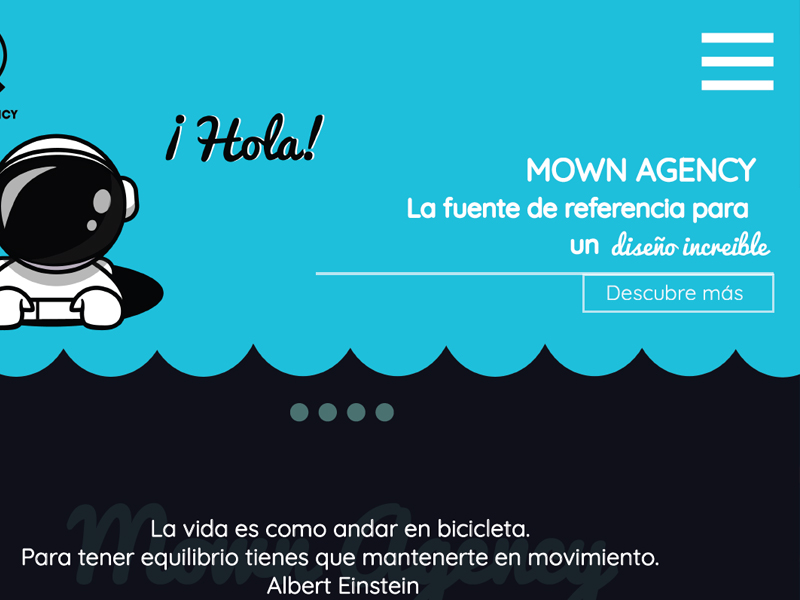 NCY
¡Hola!
MOWN AGENCY
La fuente de referencia para
un diseño increible
Descubre más
Mown Agency
La vida es como andar en bicicleta.
Para tener equilibrio tienes que mantenerte en movimiento.
Albert Einstein